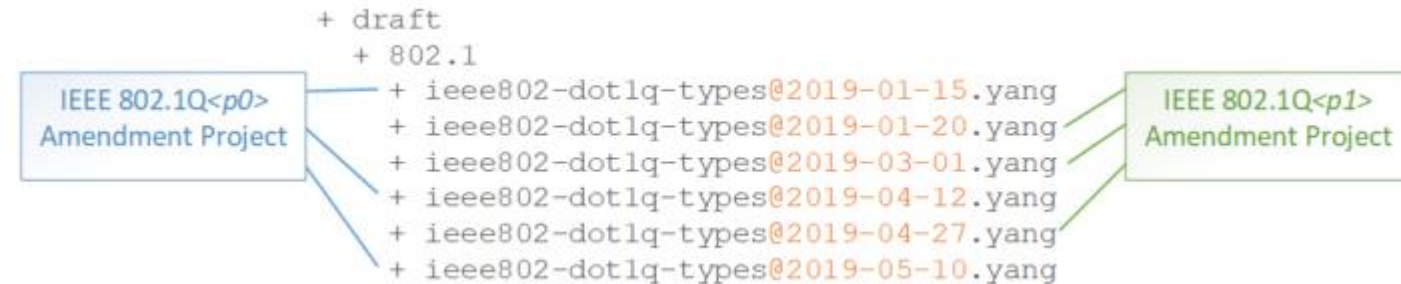 + draft
+ 802.1
IEEE 802.1Q<p0>
Amendment Project
+ ieee802-dot1q-types@2019-01-15.yang
+ ieee802-dot1q-types@2019-01-20.yang
+ ieee802-dot1q-types@2019-03-01.yang
+ ieee802-dot1q-types@2019-04-12.yang
+ ieee802-dot1q-types@2019-04-27.yang
+ ieee802-dot1q-types@2019-05-10.yang
IEEE 802.1Q<p1>
Amendment Project